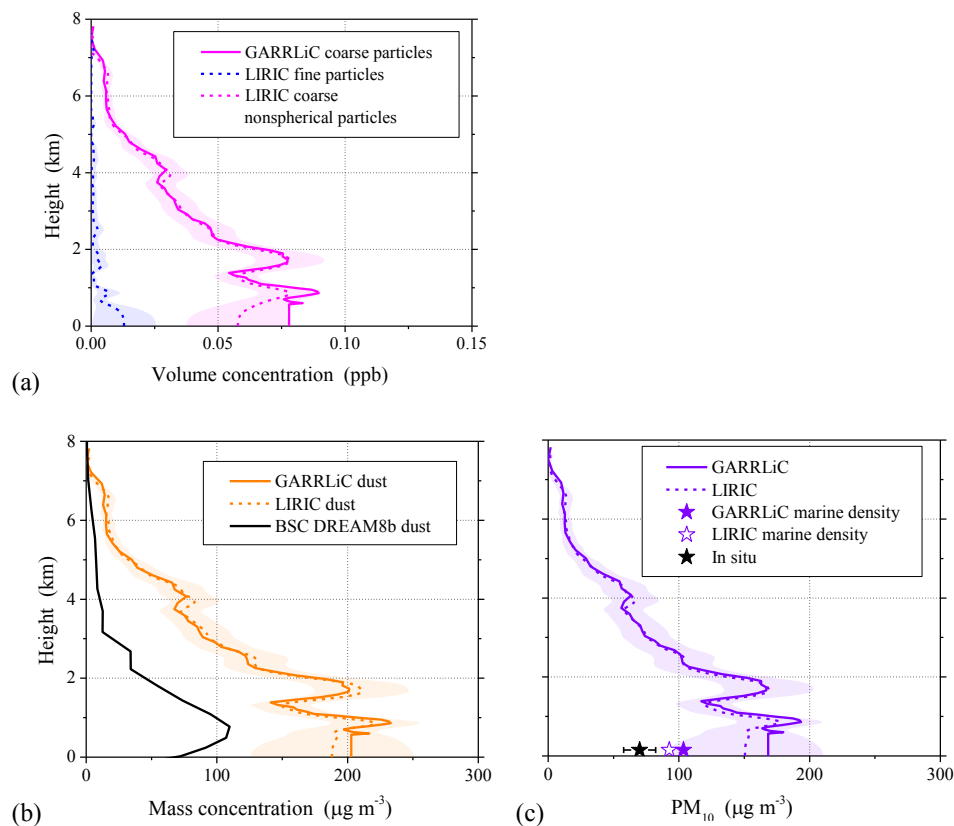 8
6
4
2
0
Height (km)
GARRLiC coarse particles
LIRIC fine particles
LIRIC coarse
nonspherical particles
0.00 0.05 0.10 0.15
Volume concentration (ppb)
(a)
8
6
4
2
0
Height (km)
GARRLiC dust
LIRIC dust
BSC DREAM8b dust
0 100 200 300
Mass concentration (μg m-3)
(b)
GARRLiC
LIRIC
GARRLiC marine density
LIRIC marine density
In situ
0 100 200 300
PM10 (μg m-3)
(c)